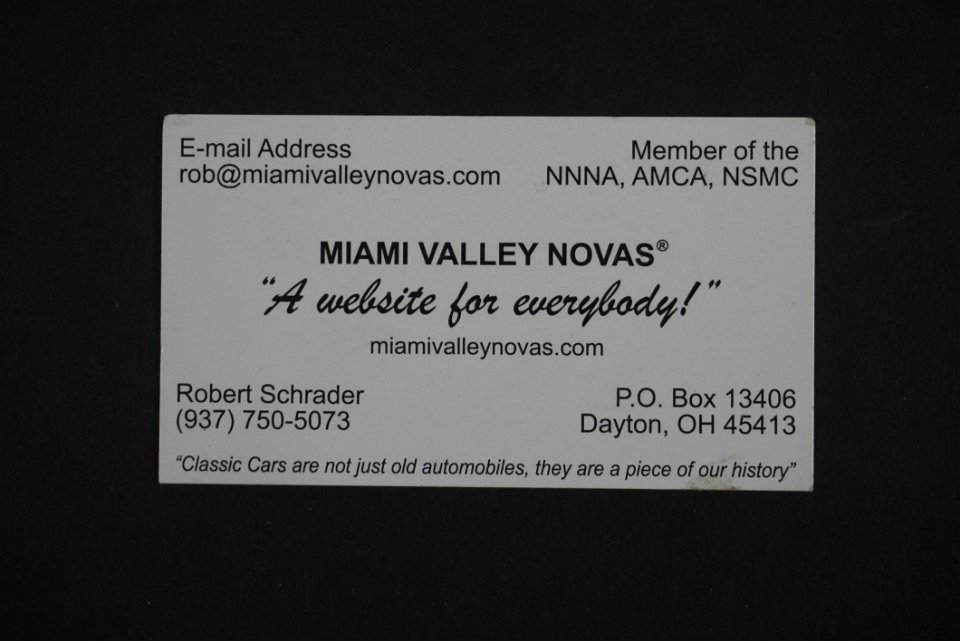 E-mail Address
rob@miamivalleynovas.com
Member of the
NNNA, AMCA, NSMC
MIAMI VALLEY NOVAS®
"A website for everybody!"
miamivalleynovas.com
Robert Schrader
(937) 750-5073
P.O. Box 13406
Dayton, OH 45413
"Classic Cars are not just old automobiles, they are a piece of our history"